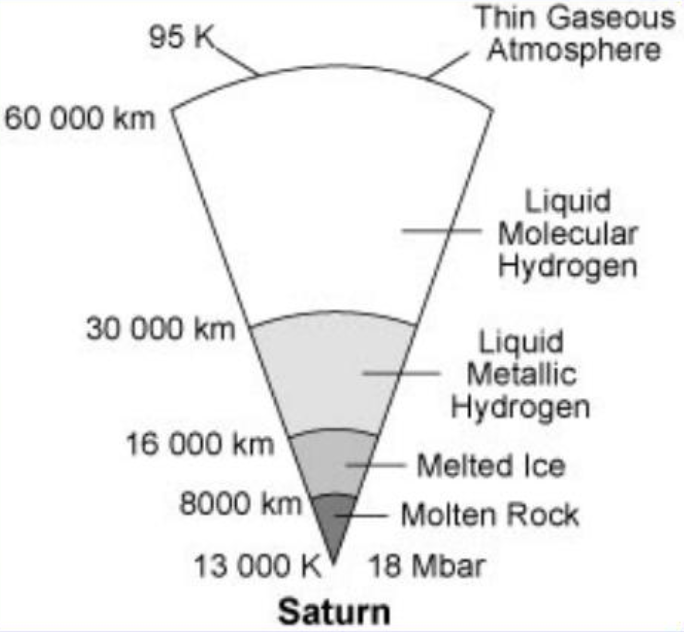 95 K
Thin Gaseous
Atmosphere
60 000 km
Liquid
Molecular
Hydrogen
30 000 km
Liquid
Metallic
Hydrogen
16 000 km
Melted Ice
8000 km
Molten Rock
13 000 K
18 Mbar
Saturn